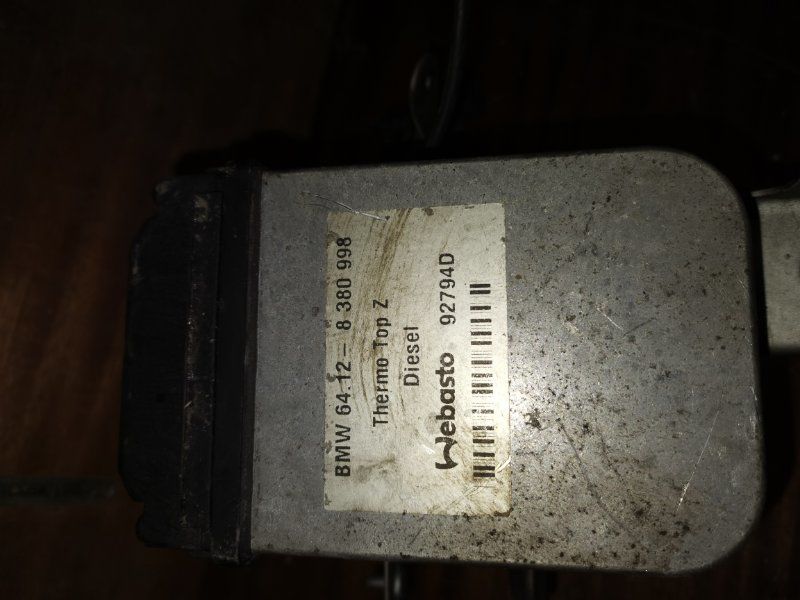 BMW 64.12 – 8 380 998
Thermo Top Z
Diesel
Webasto 92794D